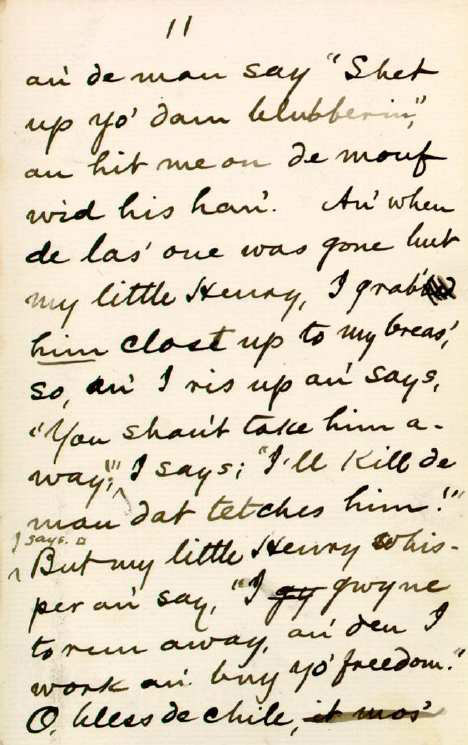 11
an' de man say "Shet
up yo' dam blubberin',"
an hit me on de mouf
wid his han'. An' when
de las' one was gone but
my little Henry, I grab'
him clost up to my breas',
so, an' I ris up an' says,
"You shan't take him a-
way;" I says; "I'll kill de
man dat tetches him!"
I says.
But my little Henry whis-
per an' say, "I gy gwyne
to run away, an' den I
work an' buy yo' freedom."
O, bless de chile, it mos'